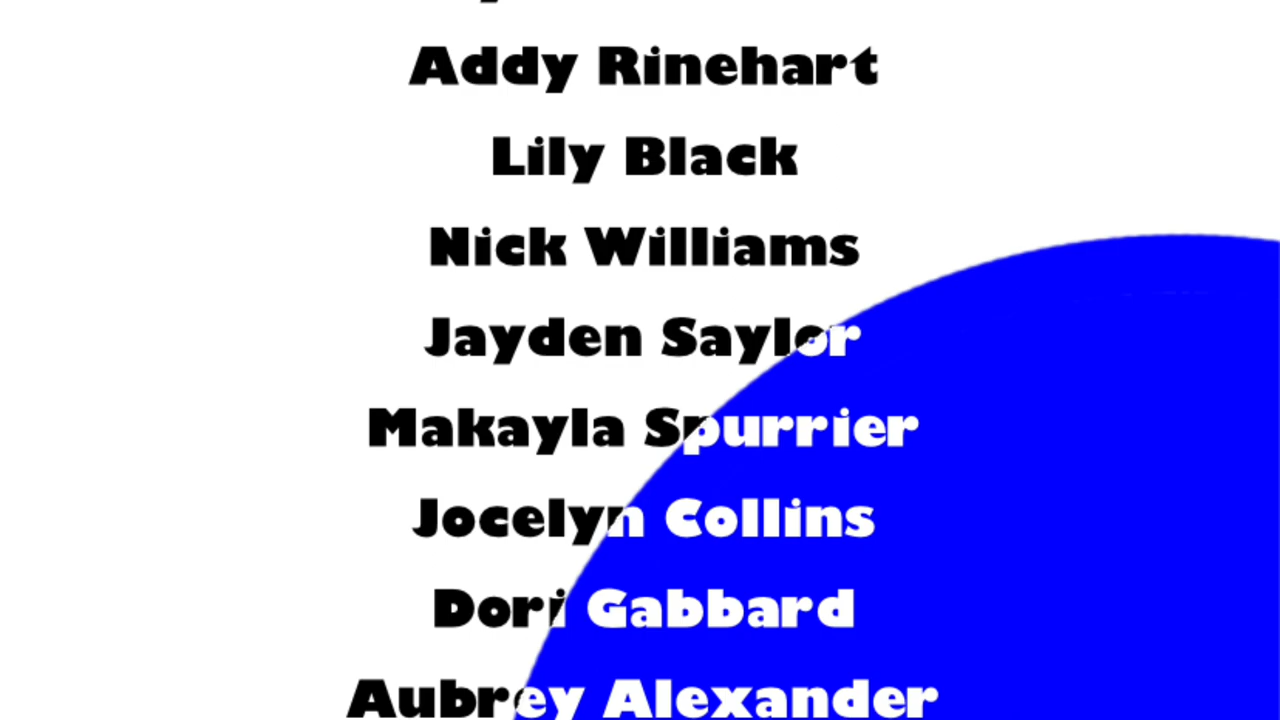 Addy Rinehart
Lily Black
Nick Williams
Jayden Saylor
Makayla Spurrier
Jocelyn Collins
Dori Gabbard
Aubrey Alexander